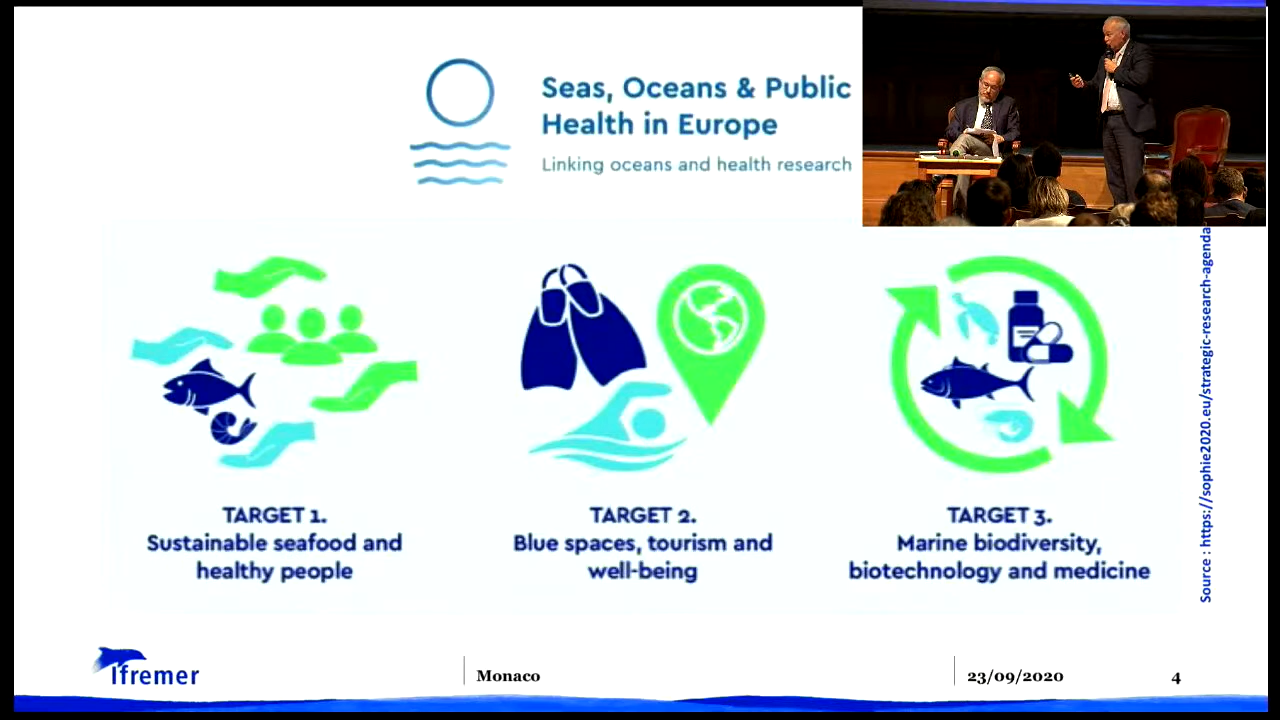 Seas, Oceans & Public
Health in Europe
Linking oceans and health research
TARGET 1.
Sustainable seafood and
healthy people
TARGET 2.
Blue spaces, tourism and
well-being
TARGET 3.
Marine biodiversity,
biotechnology and medicine
Source : https://sophie2020.eu/strategic-research-agenda
Ifremer
Monaco
23/09/2020
4